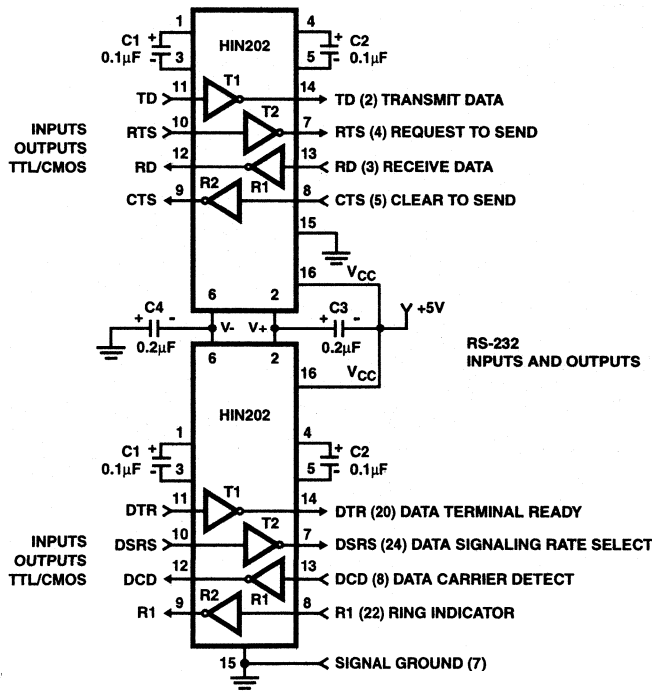 1 4
C1 + HIN202 + C2
0.1µF - 3 5 - 0.1µF
T1
TD 11 14 TD (2) TRANSMIT DATA
T2
INPUTS OUTPUTS TTL/CMOS
RTS 10 7 RTS (4) REQUEST TO SEND
RD 12 13 RD (3) RECEIVE DATA
R2 R1
CTS 9 8 CTS (5) CLEAR TO SEND
15
16 VCC
6 2
C4 C3 +5V
+ - V- V+ + -
0.2µF 0.2µF
RS-232
INPUTS AND OUTPUTS
6 2
16 VCC
HIN202
1 4
C1 + + C2
0.1µF - 3 5 - 0.1µF
T1
DTR 11 14 DTR (20) DATA TERMINAL READY
T2
INPUTS OUTPUTS TTL/CMOS
DSRS 10 7 DSRS (24) DATA SIGNALING RATE SELECT
DCD 12 13 DCD (8) DATA CARRIER DETECT
R2 R1
R1 9 8 R1 (22) RING INDICATOR
15 SIGNAL GROUND (7)